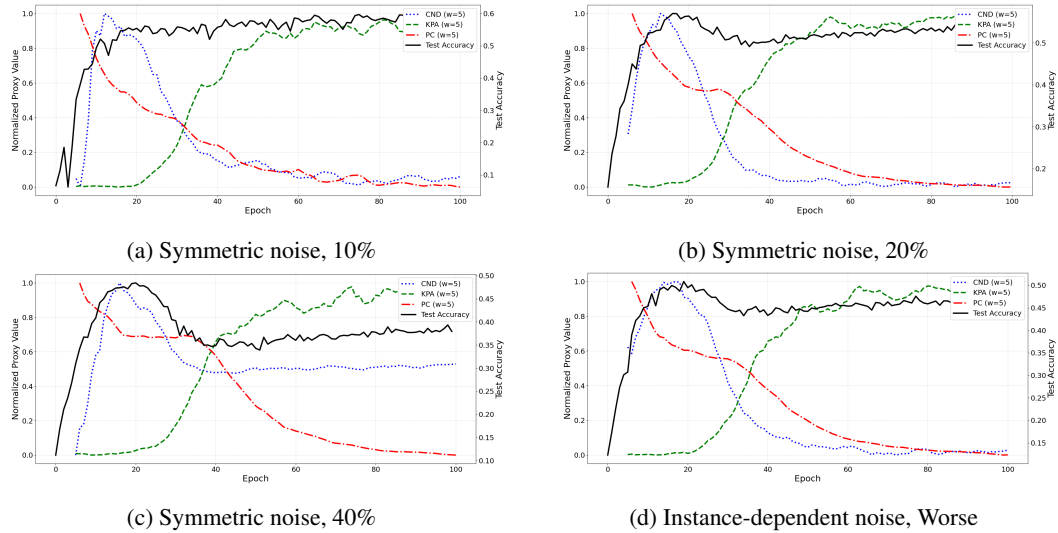 Normalized Proxy Value
1.0
0.8
0.6
0.4
0.2
0.0
0
20
40
60
80
100
Epoch
0.6
0.5
0.4
0.3
0.2
0.1
Test Accuracy
CND (w=5)
KPA (w=5)
PC (w=5)
Test Accuracy
(a) Symmetric noise, 10%
Normalized Proxy Value
1.0
0.8
0.6
0.4
0.2
0.0
0
20
40
60
80
100
Epoch
0.5
0.4
0.3
0.2
Test Accuracy
CND (w=5)
KPA (w=5)
PC (w=5)
Test Accuracy
(b) Symmetric noise, 20%
Normalized Proxy Value
1.0
0.8
0.6
0.4
0.2
0.0
0
20
40
60
80
100
Epoch
0.50
0.45
0.40
0.35
0.30
0.25
0.20
0.15
0.10
Test Accuracy
CND (w=5)
KPA (w=5)
PC (w=5)
Test Accuracy
(c) Symmetric noise, 40%
Normalized Proxy Value
1.0
0.8
0.6
0.4
0.2
0.0
0
20
40
60
80
100
Epoch
0.50
0.45
0.40
0.35
0.30
0.25
0.20
0.15
Test Accuracy
CND (w=5)
KPA (w=5)
PC (w=5)
Test Accuracy
(d) Instance-dependent noise, Worse